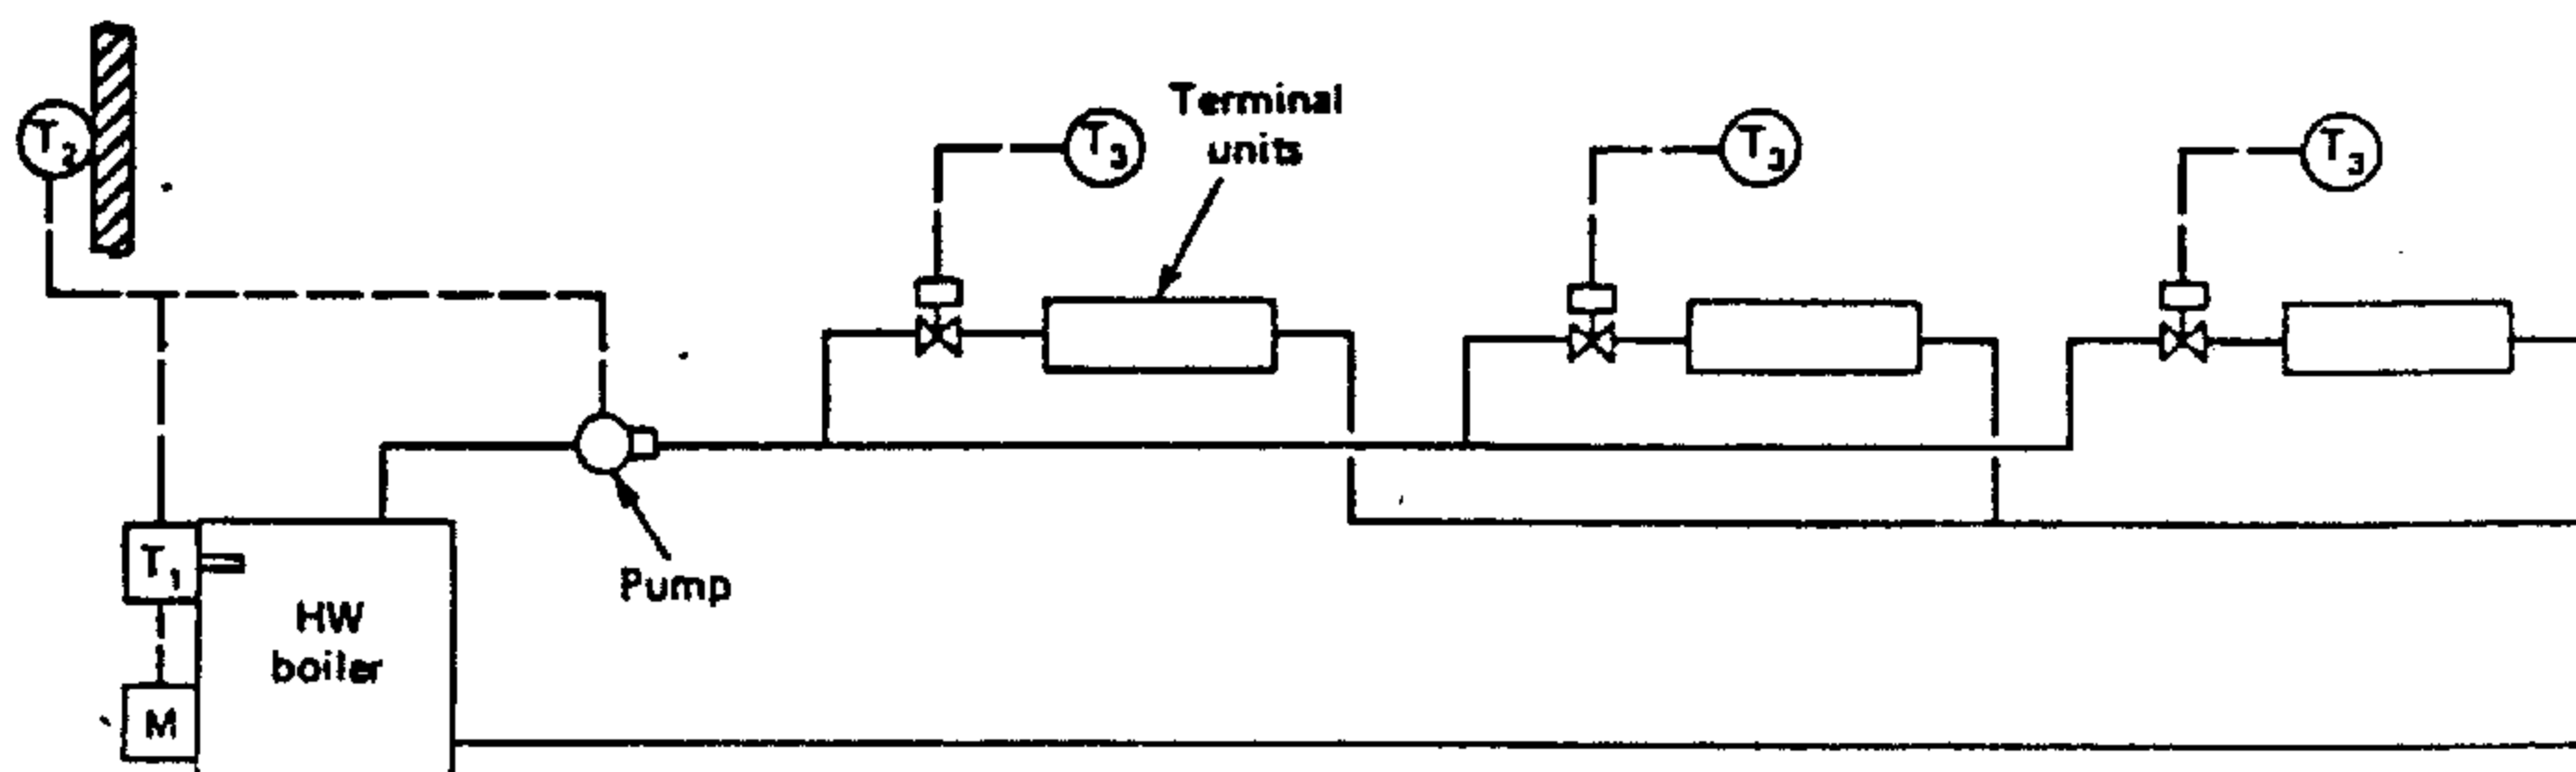 Terminal
units
T3
T3
T3
T2
Pump
T1
HW
boiler
M